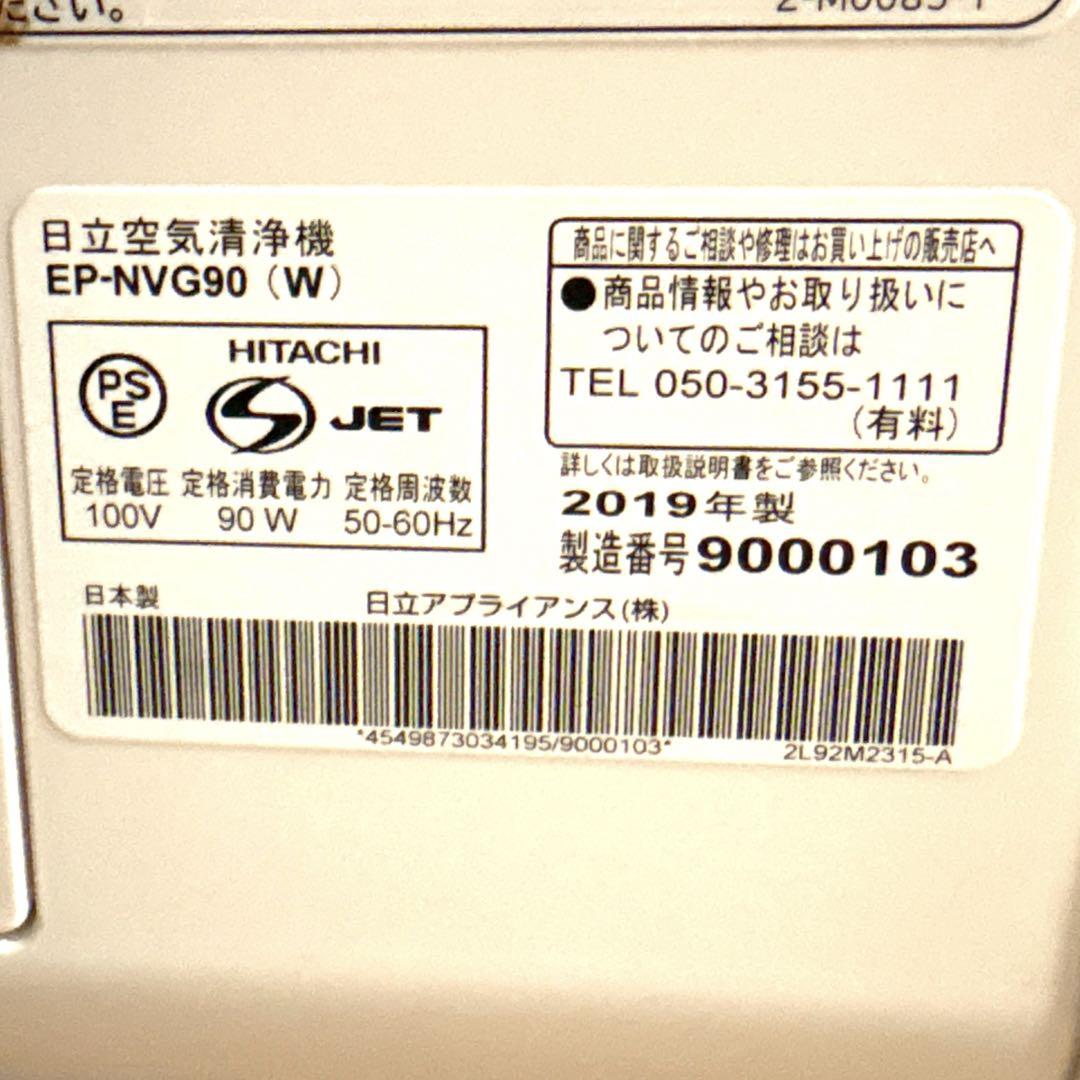 ださい。
日立空気清浄機
EP-NVG90（W）
HITACHI
PS
E
JET
定格電圧 定格消費電力 定格周波数
100V 90 W 50-60Hz
商品に関するご相談や修理はお買い上げの販売店へ
●商品情報やお取り扱いに
ついてのご相談は
TEL 050-3155-1111
（有料）
詳しくは取扱説明書をご参照ください。
2019年製
製造番号9000103
日本製
日立アプライアンス(株)
*4549873034195/9000103*
2L92M2315-A